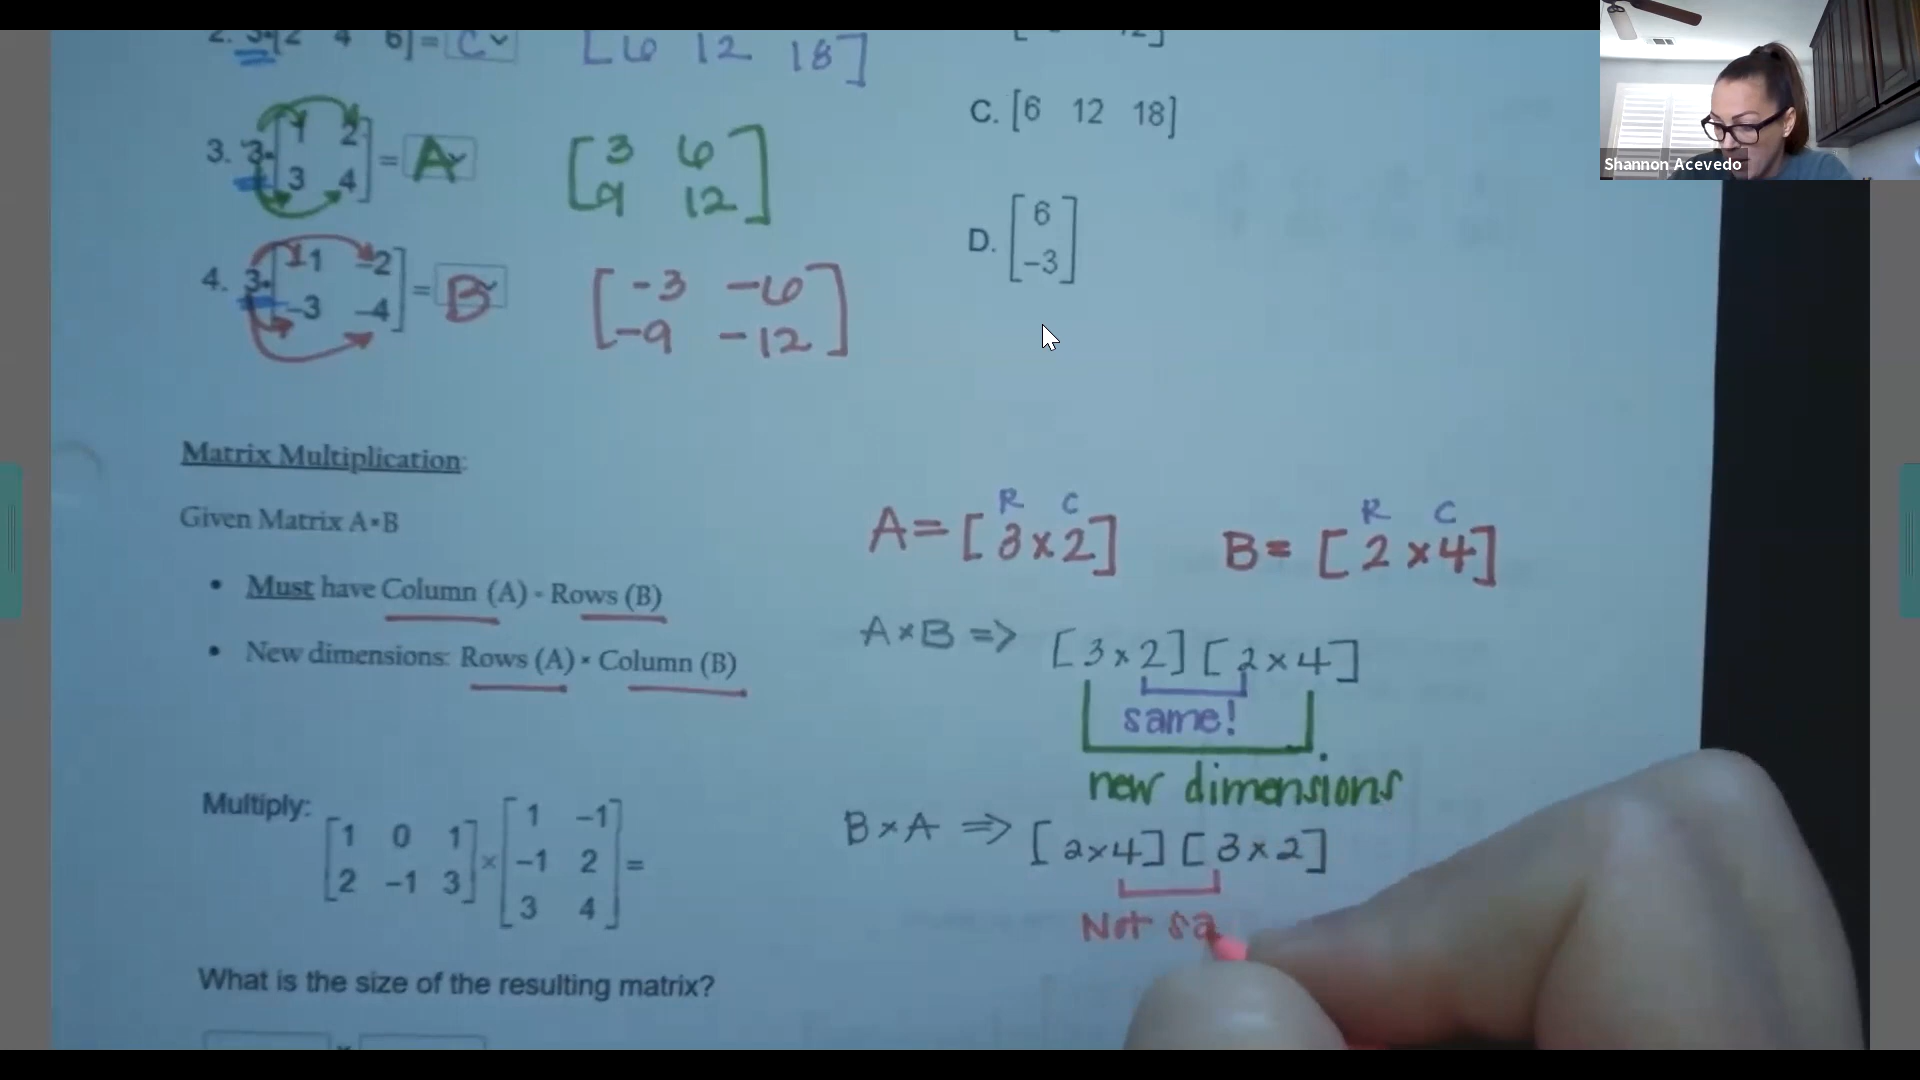 2. 3·[2 4 6] = C [6 12 18]
C. [6 12 18]
3. 3·[1 2
3 4] = A [3 6
9 12]
D. [6
-3]
4. 3·[-1 -2
-3 -4] = B [-3 -6
-9 -12]
Shannon Acevedo
Matrix Multiplication:
Given Matrix A*B
• Must have Column (A) - Rows (B)
• New dimensions: Rows (A) * Column (B)
R C R C
A = [3 x 2] B = [2 x 4]
A x B => [3 x 2] [2 x 4]
same!
new dimensions
B x A => [2 x 4] [3 x 2]
Not sa
Multiply:
[1 0 1
2 -1 3] × [1 -1
-1 2
3 4] =
What is the size of the resulting matrix?